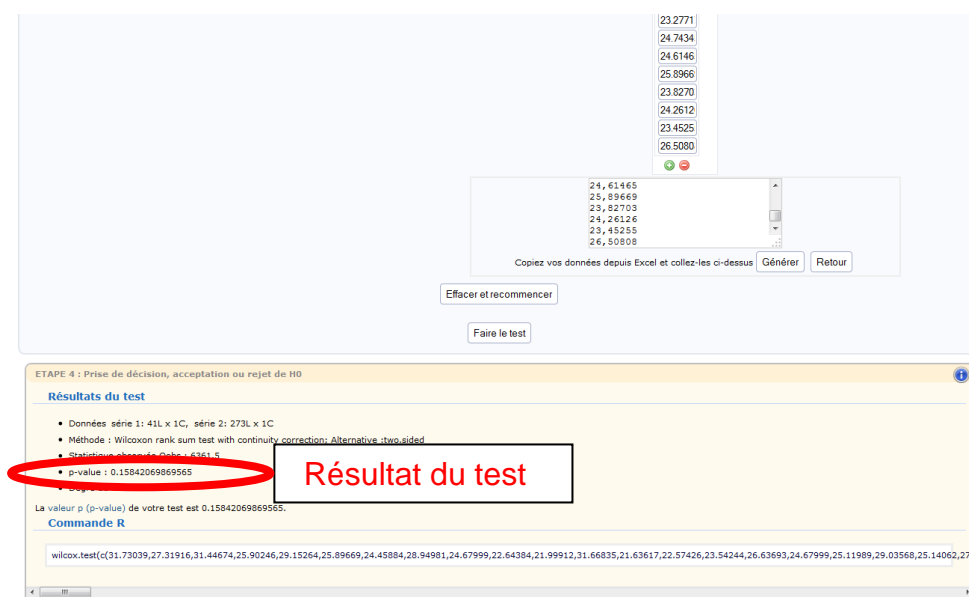 23.2771
24.7434
24.6146
25.8966
23.8270
24.2612
23.4525
26.5080
24,61465
25,89669
23,82703
24,26126
23,45255
26,50808
Copiez vos données depuis Excel et collez-les ci-dessus Générer Retour
Effacer et recommencer
Faire le test
ETAPE 4 : Prise de décision, acceptation ou rejet de H0
Résultats du test
• Données série 1: 41L x 1C, série 2: 273L x 1C
• Méthode : Wilcoxon rank sum test with continuity correction; Alternative :two.sided
• Statistique observée Qobs : 6361.5
• p-value : 0.15842069869565
Résultat du test
La valeur p (p-value) de votre test est 0.15842069869565.
Commande R
wilcox.test(c(31.73039,27.31916,31.44674,25.90246,29.15264,25.89669,24.45884,28.94981,24.67999,22.64384,21.99912,31.66835,21.63617,22.57426,23.54244,26.63693,24.67999,25.11989,29.03568,25.14062,27